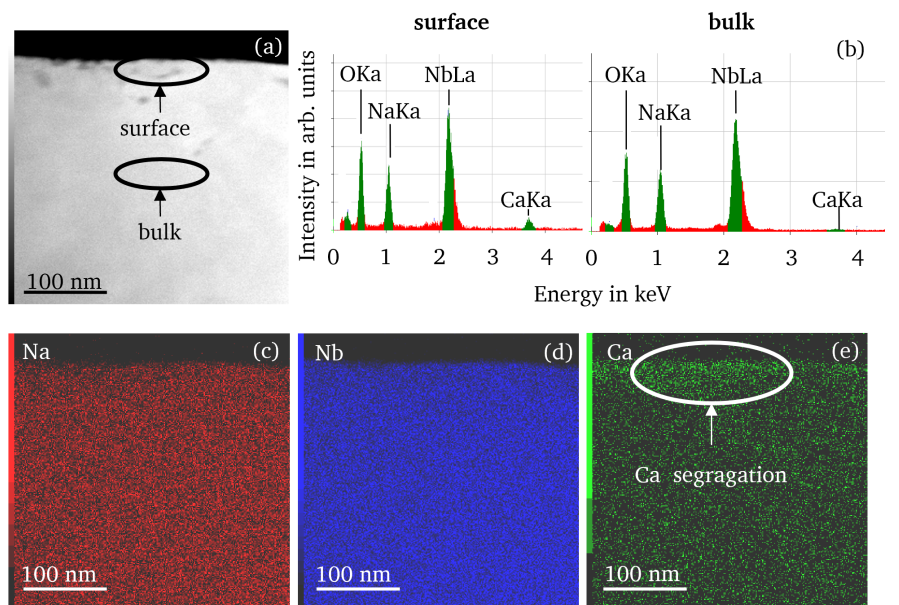 surface
bulk
(a)
(b)
Intensity in arb. units
OKa
NaKa
NbLa
CaKa
OKa
NaKa
NbLa
CaKa
surface
bulk
100 nm
0 1 2 3 4
0 1 2 3 4
Energy in keV
Na
(c)
100 nm
Nb
(d)
100 nm
Ca
(e)
Ca segragation
100 nm